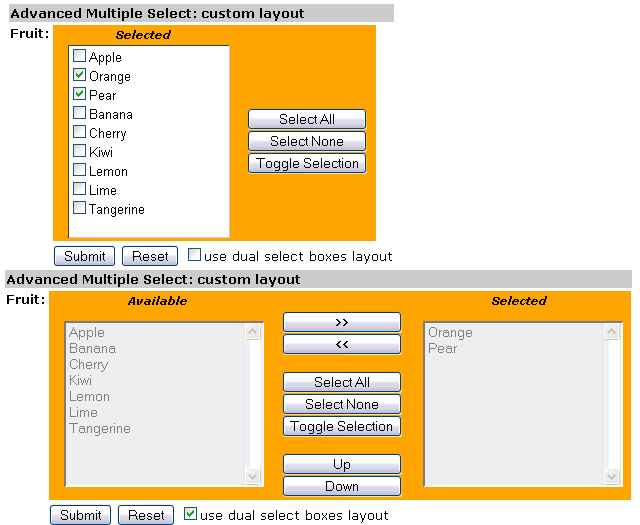 Advanced Multiple Select: custom layout
Fruit:
Selected
Apple
Orange
Pear
Banana
Cherry
Kiwi
Lemon
Lime
Tangerine
Select All
Select None
Toggle Selection
Submit Reset use dual select boxes layout
Advanced Multiple Select: custom layout
Fruit:
Available
Apple
Banana
Cherry
Kiwi
Lemon
Lime
Tangerine
>>
<<
Select All
Select None
Toggle Selection
Up
Down
Selected
Orange
Pear
Submit Reset use dual select boxes layout